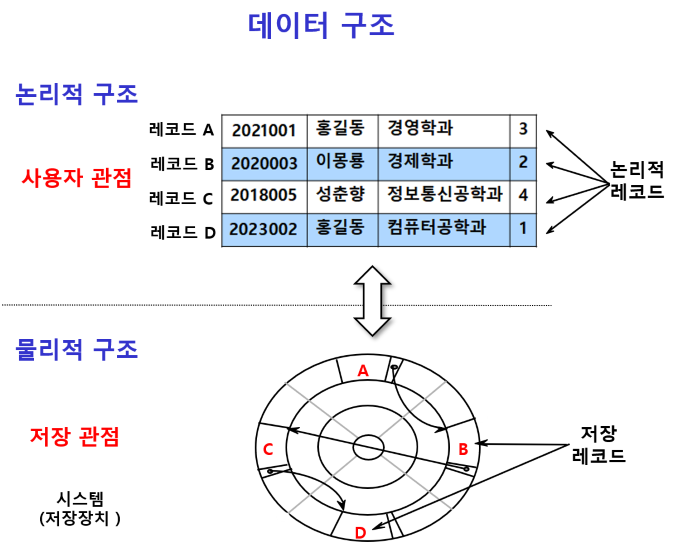 데이터 구조
논리적 구조
사용자 관점
레코드 A 2021001 홍길동 경영학과 3
레코드 B 2020003 이몽룡 경제학과 2
레코드 C 2018005 성춘향 정보통신공학과 4
레코드 D 2023002 홍길동 컴퓨터공학과 1
논리적
레코드
물리적 구조
저장 관점
시스템
(저장장치 )
A
B
C
D
저장
레코드